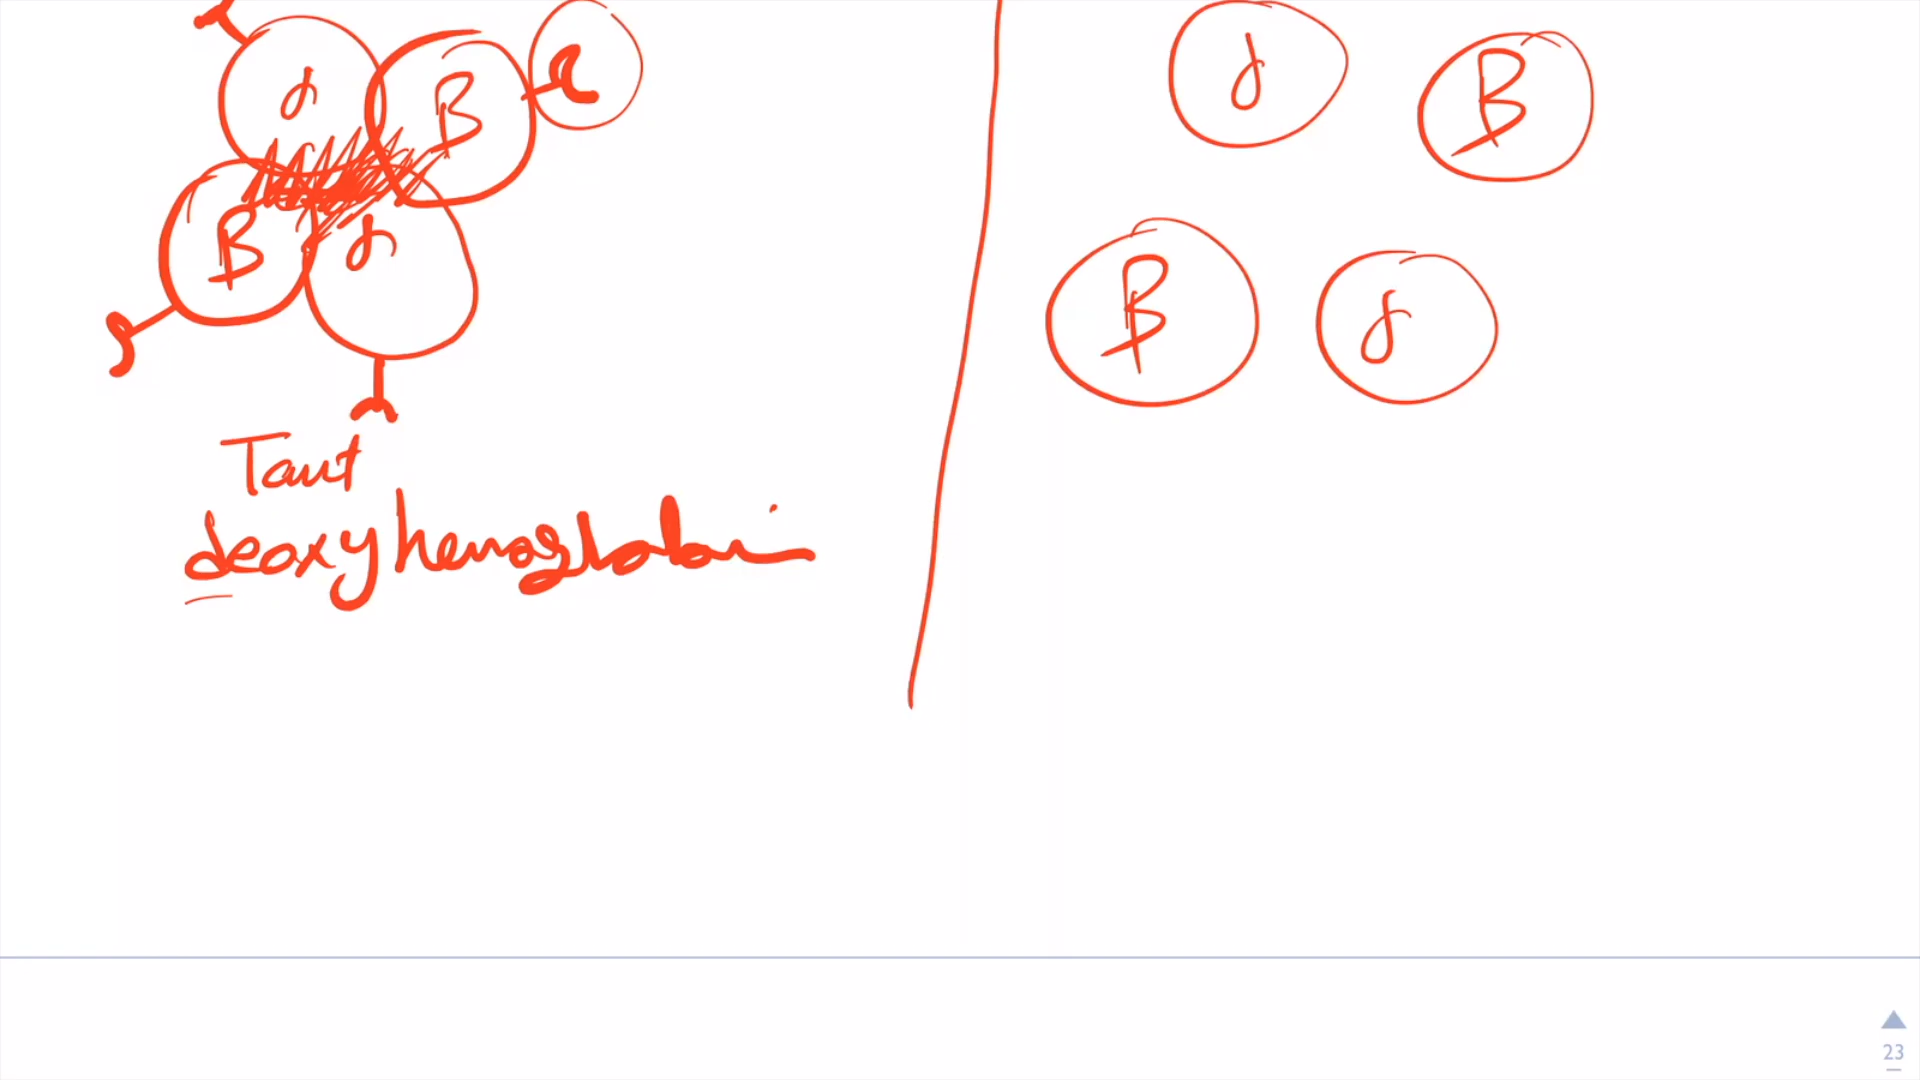 α B
B α
Taut
deoxyhemoglobin
α B
B α
23